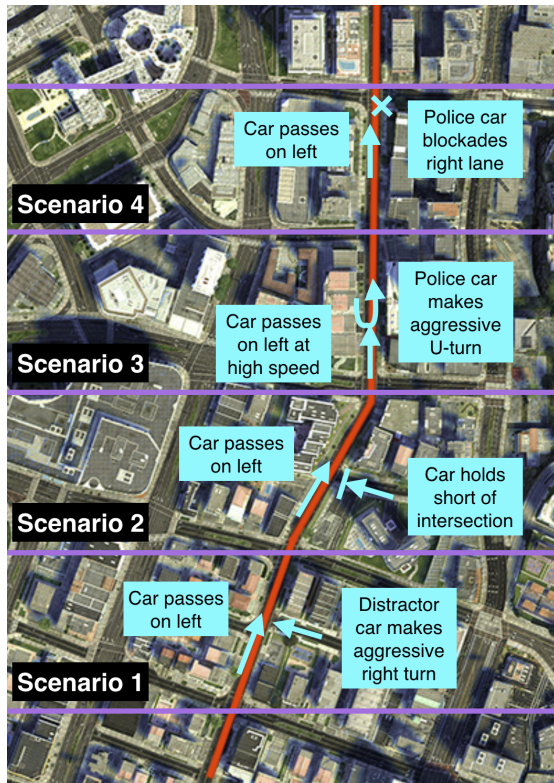 Car passes
on left
Police car
blockades
right lane
Scenario 4
Car passes
on left at
high speed
Police car
makes
aggressive
U-turn
Scenario 3
Car passes
on left
Car holds
short of
intersection
Scenario 2
Car passes
on left
Distractor
car makes
aggressive
right turn
Scenario 1